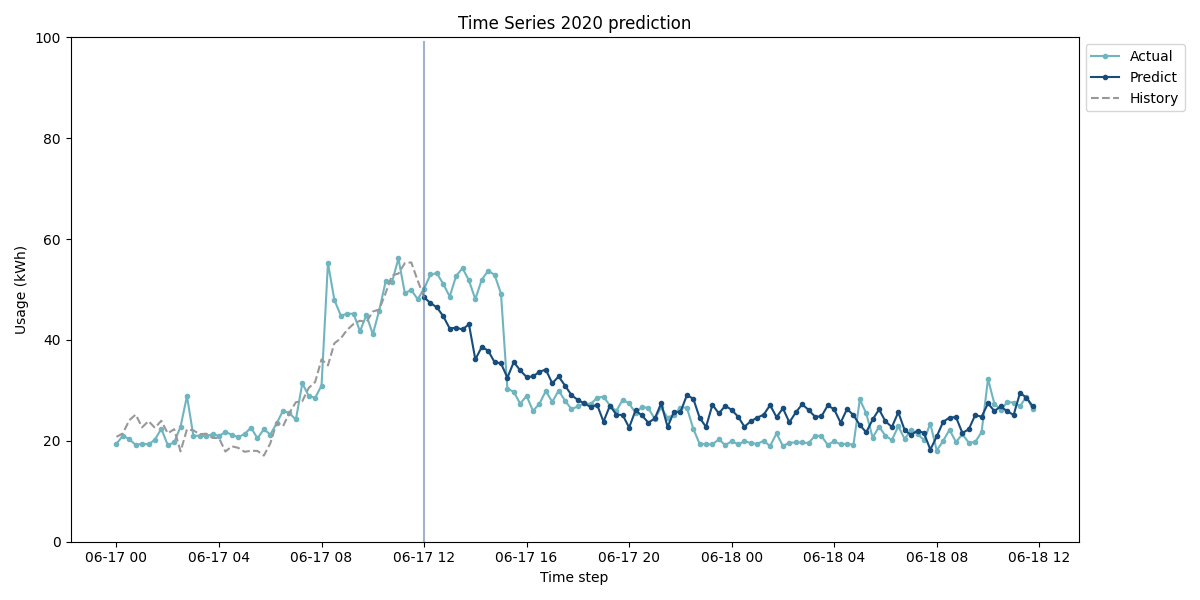 Time Series 2020 prediction
Actual
Predict
History
Usage (kWh)
100
80
60
40
20
0
06-17 00
06-17 04
06-17 08
06-17 12
06-17 16
06-17 20
06-18 00
06-18 04
06-18 08
06-18 12
Time step